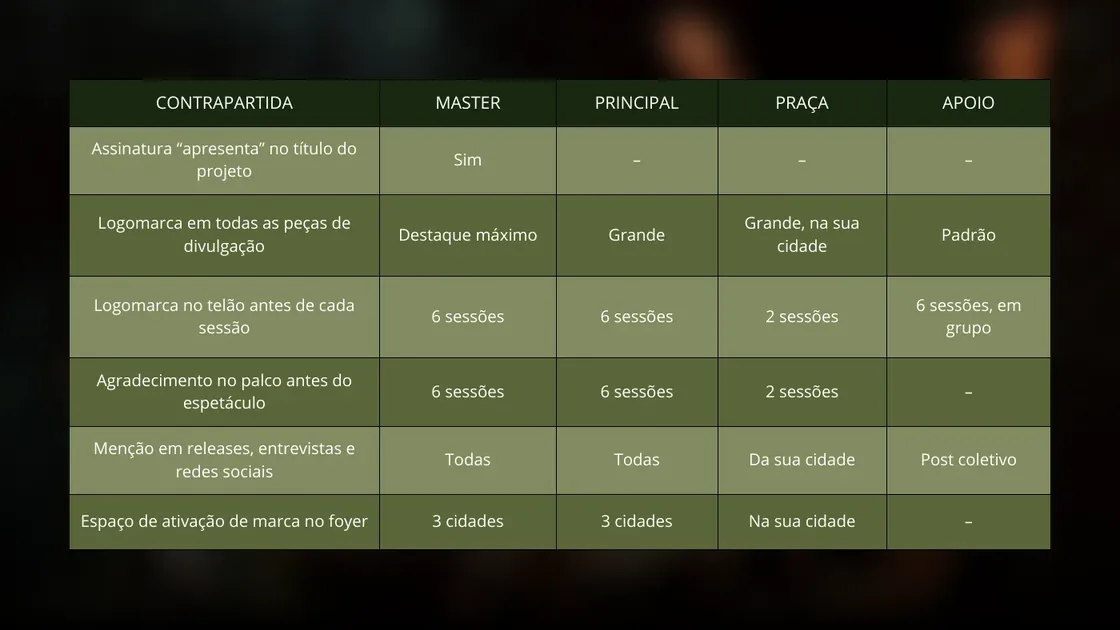 CONTRAPARTIDA MASTER PRINCIPAL PRAÇA APOIO
Assinatura “apresenta” no título do
projeto
Sim – – –
Logomarca em todas as peças de
divulgação
Destaque máximo Grande
Grande, na sua
cidade
Padrão
Logomarca no telão antes de cada
sessão
6 sessões 6 sessões 2 sessões
6 sessões, em
grupo
Agradecimento no palco antes do
espetáculo
6 sessões 6 sessões 2 sessões –
Menção em releases, entrevistas e
redes sociais
Todas Todas Da sua cidade Post coletivo
Espaço de ativação de marca no foyer 3 cidades 3 cidades Na sua cidade –